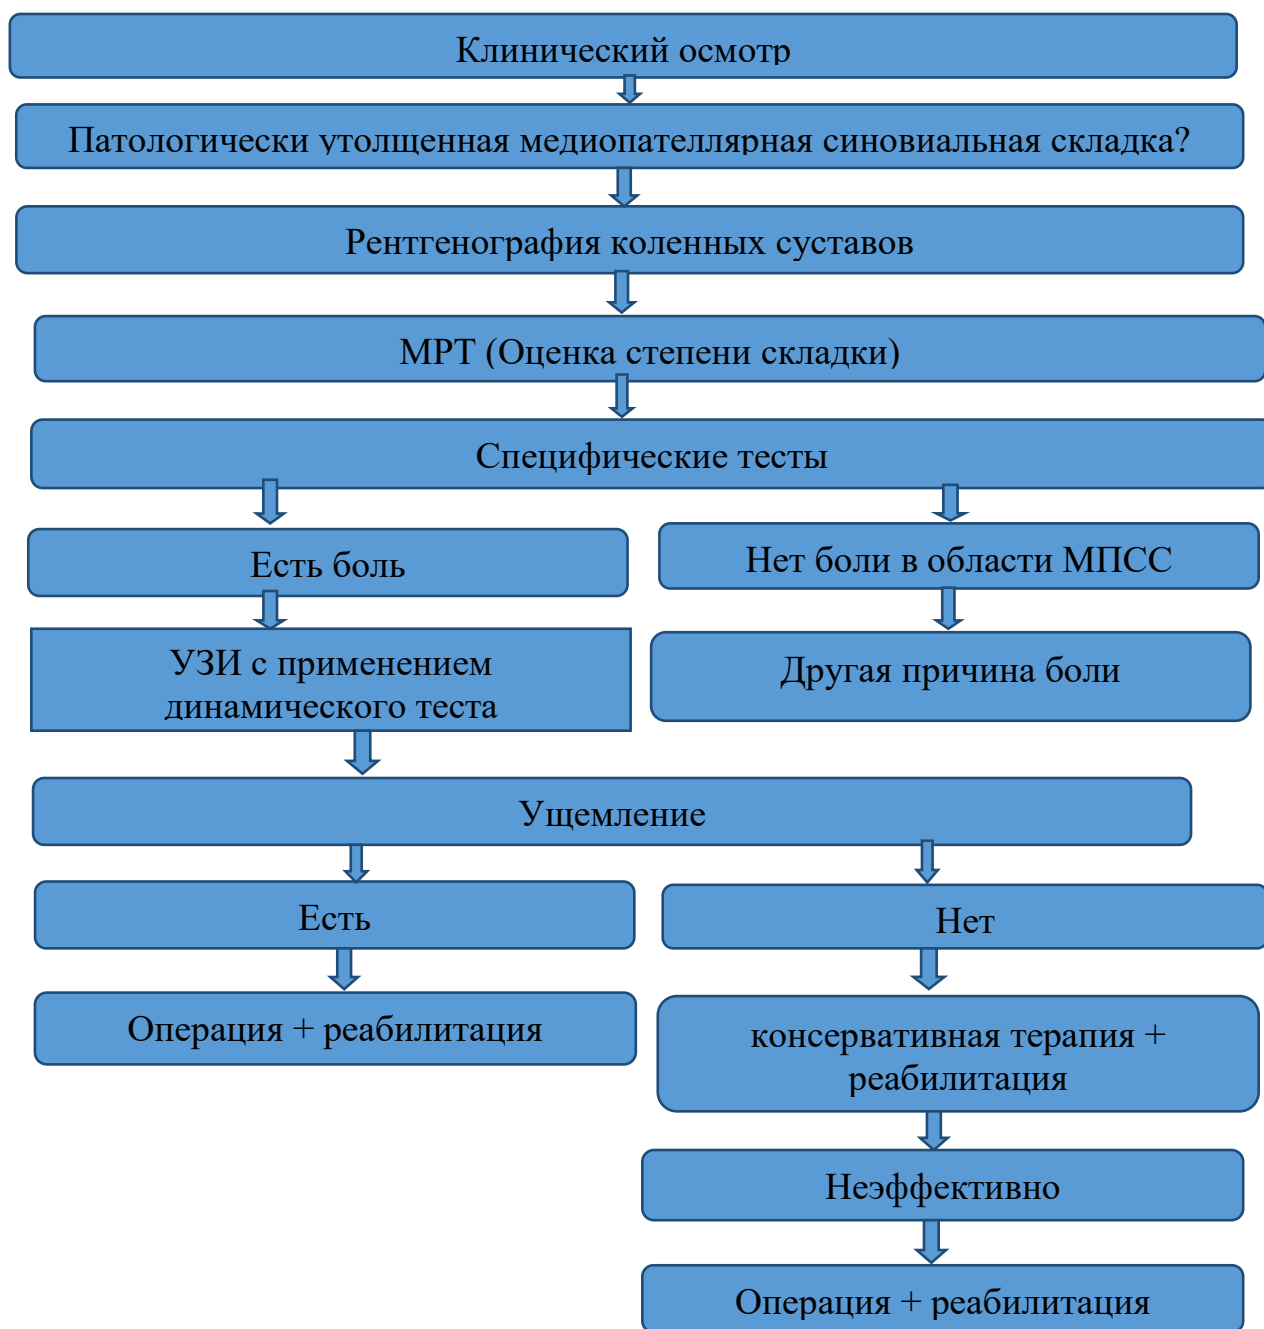 Клинический осмотр
Патологически утолщенная медиопателлярная синовиальная складка?
Рентгенография коленных суставов
МРТ (Оценка степени складки)
Специфические тесты
Есть боль
Нет боли в области МПСС
УЗИ с применением
динамического теста
Другая причина боли
Ущемление
Есть
Нет
Операция + реабилитация
консервативная терапия +
реабилитация
Неэффективно
Операция + реабилитация